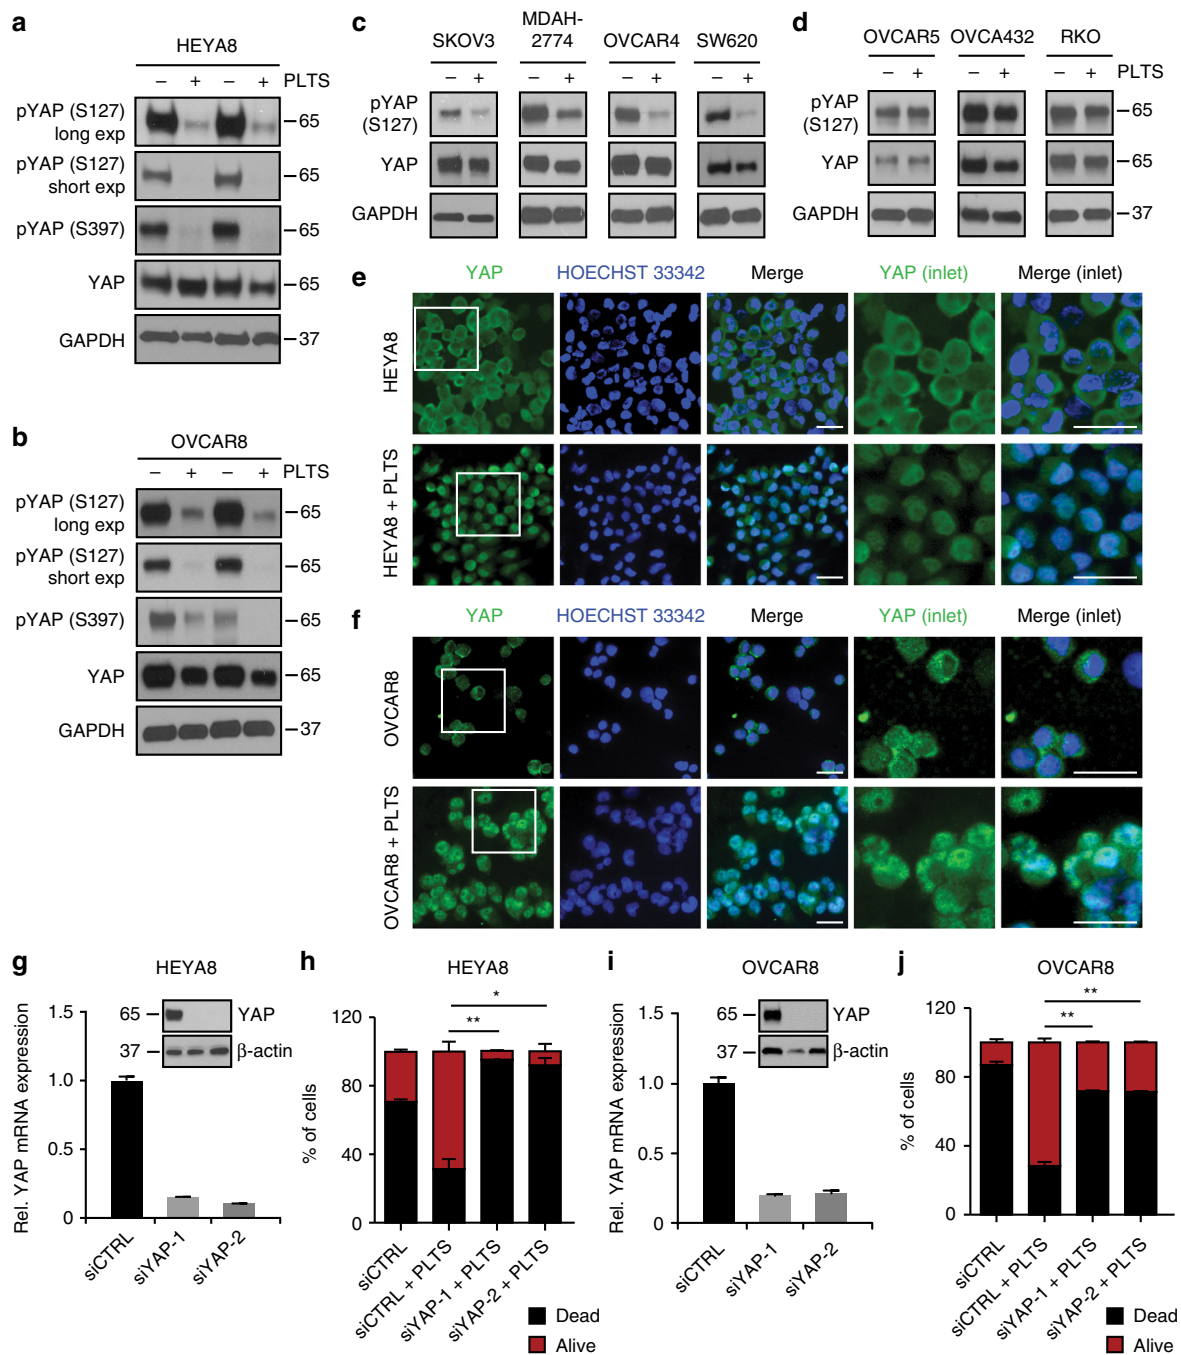 a
HEYA8
– + – + PLTS
pYAP (S127)
long exp
–65
pYAP (S127)
short exp
–65
pYAP (S397)
–65
YAP
–65
GAPDH
–37
b
OVCAR8
– + – + PLTS
pYAP (S127)
long exp
–65
pYAP (S127)
short exp
–65
pYAP (S397)
–65
YAP
–65
GAPDH
–37
c
SKOV3
MDAH-
2774
OVCAR4
SW620
– + – + – + – +
pYAP
(S127)
YAP
GAPDH
d
OVCAR5 OVCA432 RKO
– + – + – + PLTS
pYAP
(S127)
–65
YAP
–65
GAPDH
–37
e
YAP HOECHST 33342 Merge YAP (inlet) Merge (inlet)
HEYA8
HEYA8 + PLTS
f
YAP HOECHST 33342 Merge YAP (inlet) Merge (inlet)
OVCAR8
OVCAR8 + PLTS
g
HEYA8
Rel. YAP mRNA expression
1.5
1.0
0.5
0
65 – YAP
37 – β-actin
siCTRL
siYAP-1
siYAP-2
h
HEYA8
% of cells
120
80
40
0
*
**
siCTRL
siCTRL + PLTS
siYAP-1 + PLTS
siYAP-2 + PLTS
Dead
Alive
i
OVCAR8
Rel. YAP mRNA expression
1.5
1.0
0.5
0
65 – YAP
37 – β-actin
siCTRL
siYAP-1
siYAP-2
j
OVCAR8
% of cells
120
80
40
0
**
**
siCTRL
siCTRL + PLTS
siYAP-1 + PLTS
siYAP-2 + PLTS
Dead
Alive